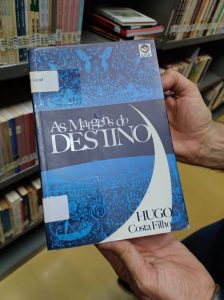 As Margens do
DESTINO
HUGO
Costa Filho